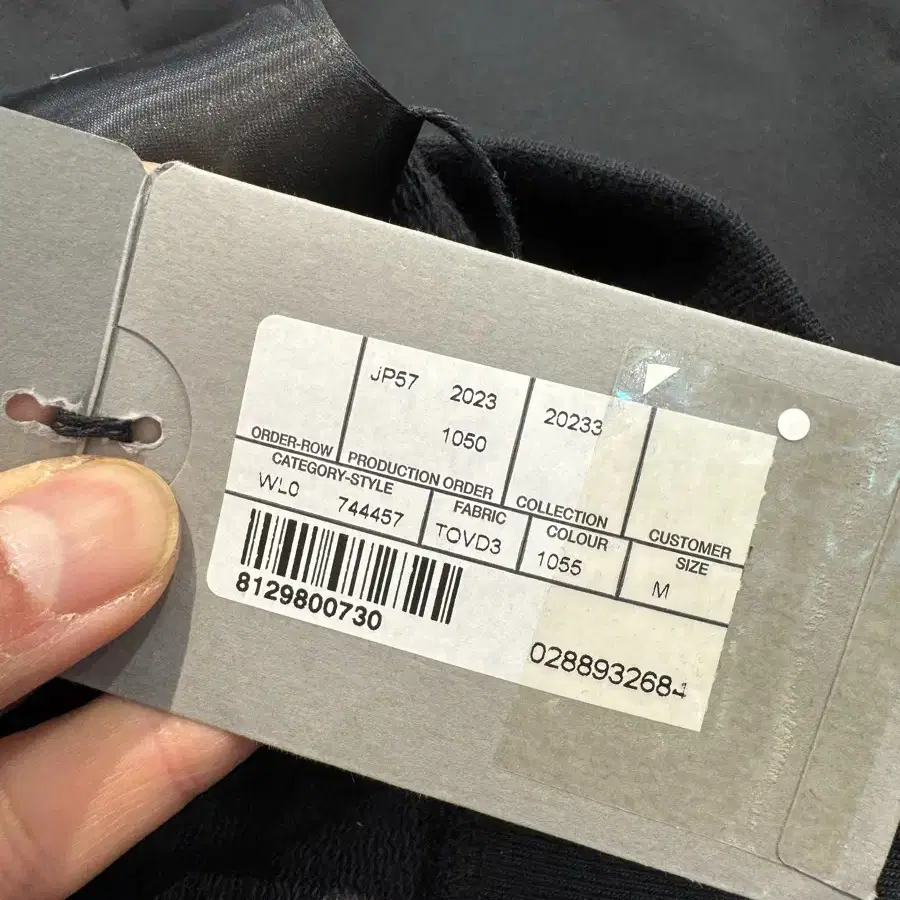 JP57 2023
1050
20233
ORDER-ROW
PRODUCTION ORDER
COLLECTION
CUSTOMER
CATEGORY-STYLE
FABRIC
COLOUR
SIZE
WL0 744457
TOVD3
1055
M
8129800730
0288932684